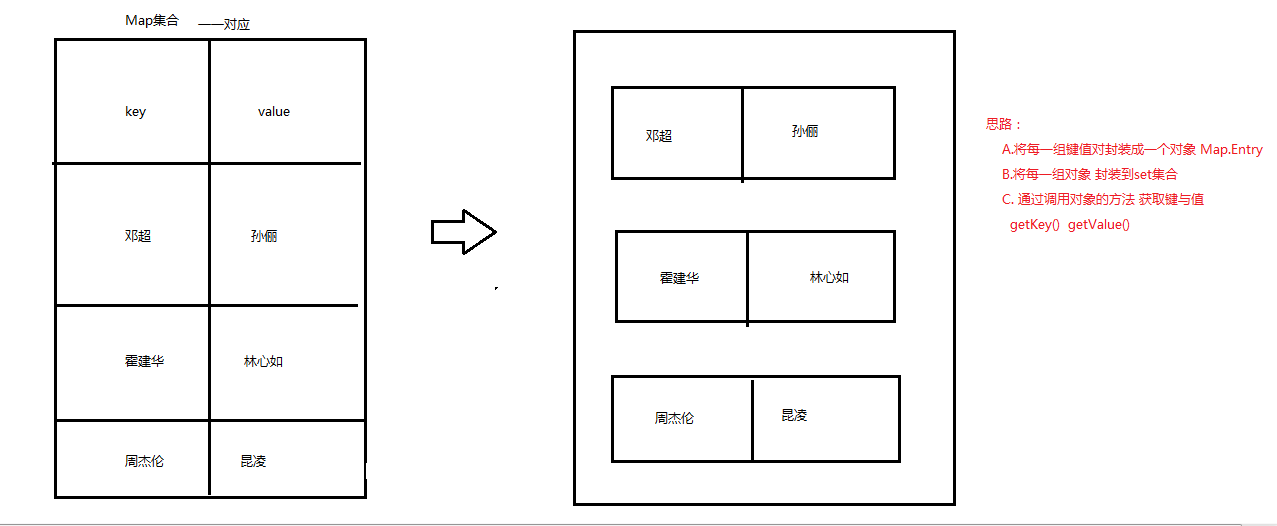 Map集合 一一对应
key value
邓超 孙俪
霍建华 林心如
周杰伦 昆凌
邓超 孙俪
霍建华 林心如
周杰伦 昆凌
思路：
A.将每一组键值对封装成一个对象 Map.Entry
B.将每一组对象 封装到set集合
C. 通过调用对象的方法 获取键与值
getKey() getValue()